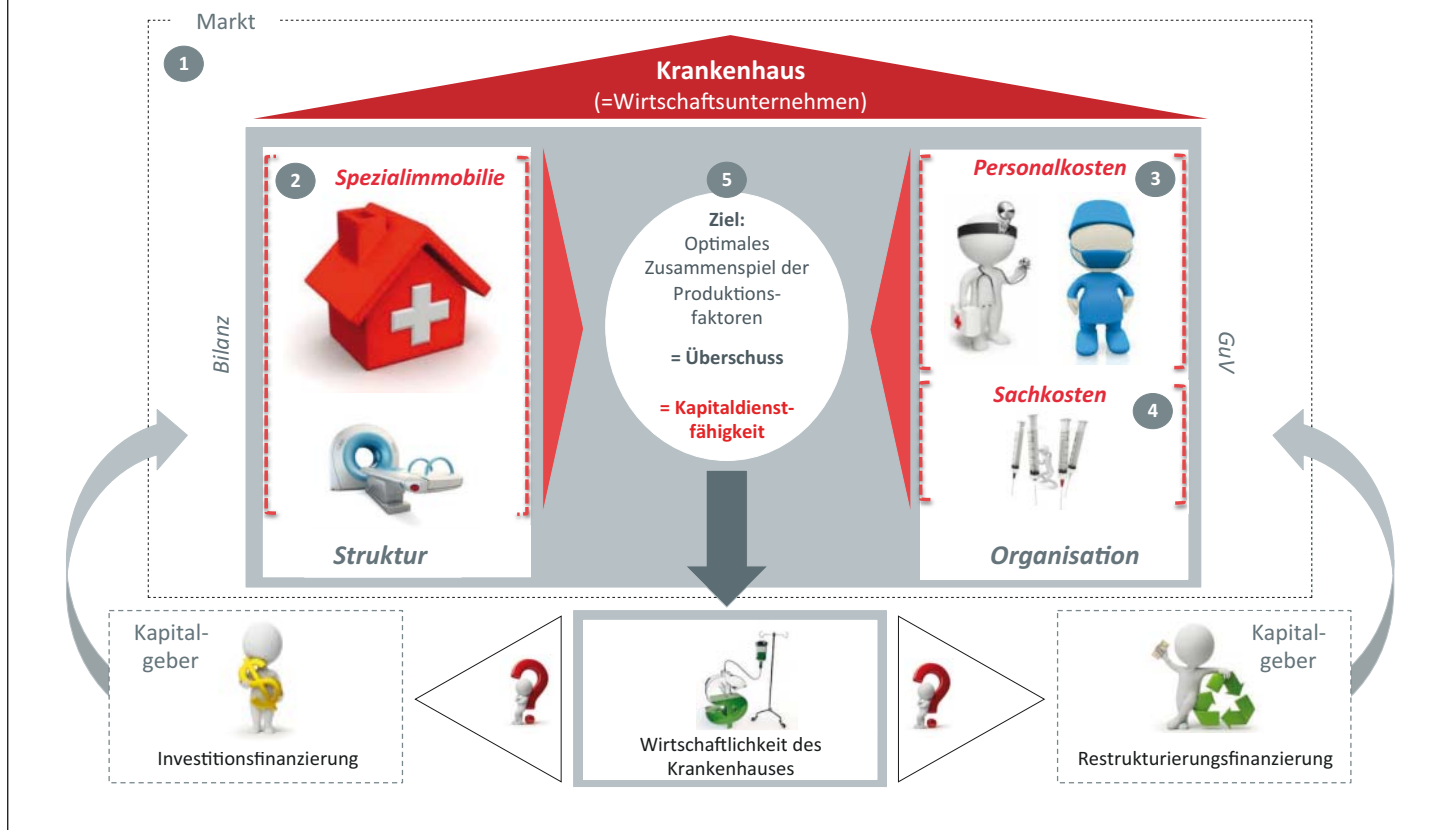 Markt
1
Krankenhaus
(=Wirtschaftsunternehmen)
Bilanz
2
Spezialimmobilie
Struktur
5
Ziel:
Optimales
Zusammenspiel der
Produktions-
faktoren
= Überschuss
= Kapitaldienst-
fähigkeit
Personalkosten
3
Sachkosten
4
Organisation
GuV
Kapital-
geber
Investitionsfinanzierung
Wirtschaftlichkeit des
Krankenhauses
Kapital-
geber
Restrukturierungsfinanzierung